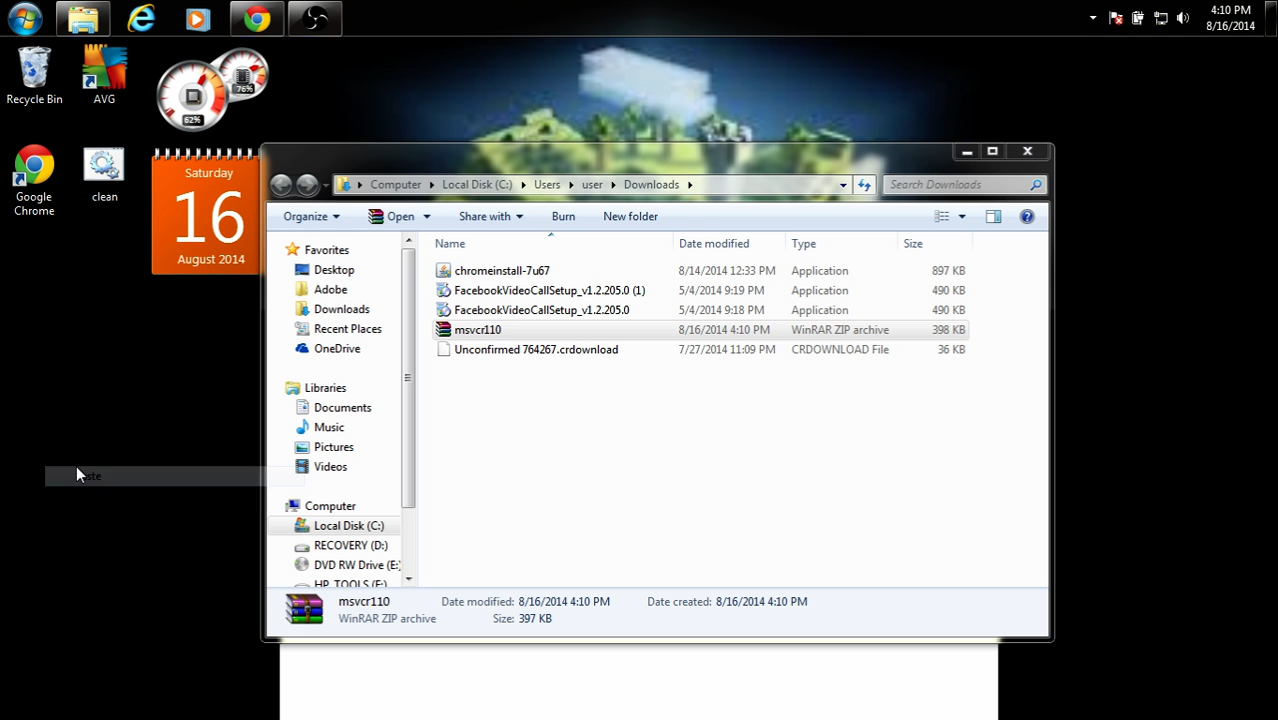 4:10 PM
8/16/2014
Recycle Bin
AVG
76%
62%
Google
Chrome
clean
Saturday
16
August 2014
Computer Local Disk (C:) Users user Downloads
Search Downloads
Organize Open Share with Burn New folder
Favorites
Desktop
Adobe
Downloads
Recent Places
OneDrive
Libraries
Documents
Music
Pictures
Videos
Computer
Local Disk (C:)
RECOVERY (D:)
DVD RW Drive (E:
HP_TOOLS (F:)
Name Date modified Type Size
chromeinstall-7u67 8/14/2014 12:33 PM Application 897 KB
FacebookVideoCallSetup_v1.2.205.0 (1) 5/4/2014 9:19 PM Application 490 KB
FacebookVideoCallSetup_v1.2.205.0 5/4/2014 9:18 PM Application 490 KB
msvcr110 8/16/2014 4:10 PM WinRAR ZIP archive 398 KB
Unconfirmed 764267.crdownload 7/27/2014 11:09 PM CRDOWNLOAD File 36 KB
msvcr110 Date modified: 8/16/2014 4:10 PM Date created: 8/16/2014 4:10 PM
WinRAR ZIP archive Size: 397 KB